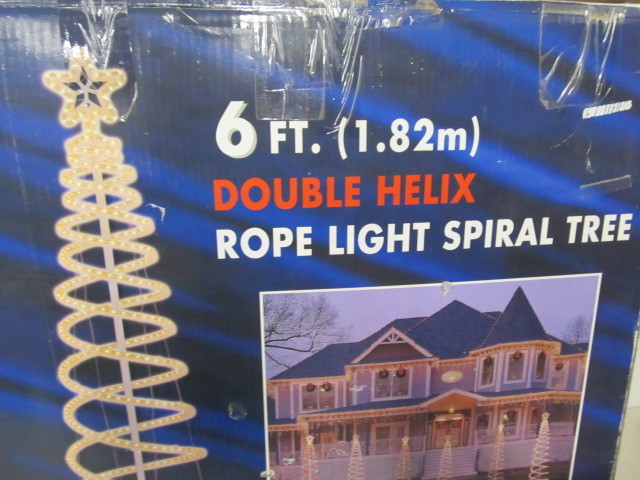 6 FT. (1.82m)
DOUBLE HELIX
ROPE LIGHT SPIRAL TREE